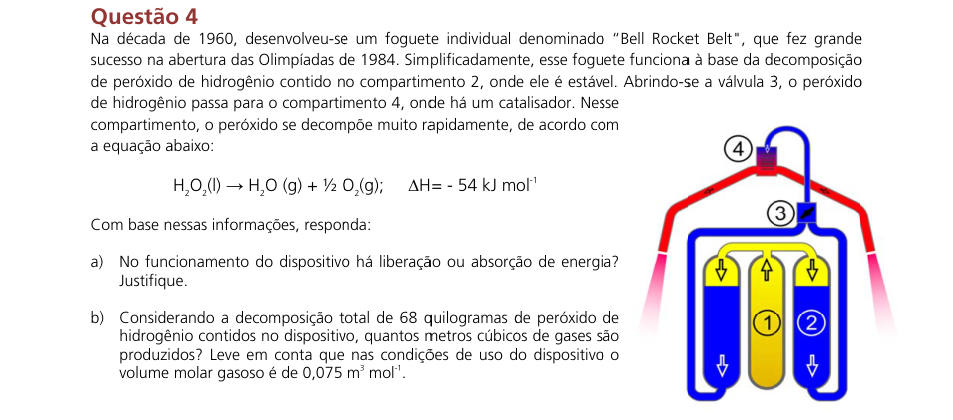 Questão 4
Na década de 1960, desenvolveu-se um foguete individual denominado “Bell Rocket Belt", que fez grande
sucesso na abertura das Olimpíadas de 1984. Simplificadamente, esse foguete funciona à base da decomposição
de peróxido de hidrogênio contido no compartimento 2, onde ele é estável. Abrindo-se a válvula 3, o peróxido
de hidrogênio passa para o compartimento 4, onde há um catalisador. Nesse
compartimento, o peróxido se decompõe muito rapidamente, de acordo com
a equação abaixo:
H₂O₂(l) → H₂O (g) + ½ O₂(g); ΔH= - 54 kJ mol⁻¹
Com base nessas informações, responda:
a) No funcionamento do dispositivo há liberação ou absorção de energia?
Justifique.
b) Considerando a decomposição total de 68 quilogramas de peróxido de
hidrogênio contidos no dispositivo, quantos metros cúbicos de gases são
produzidos? Leve em conta que nas condições de uso do dispositivo o
volume molar gasoso é de 0,075 m³ mol⁻¹.
4
3
1
2